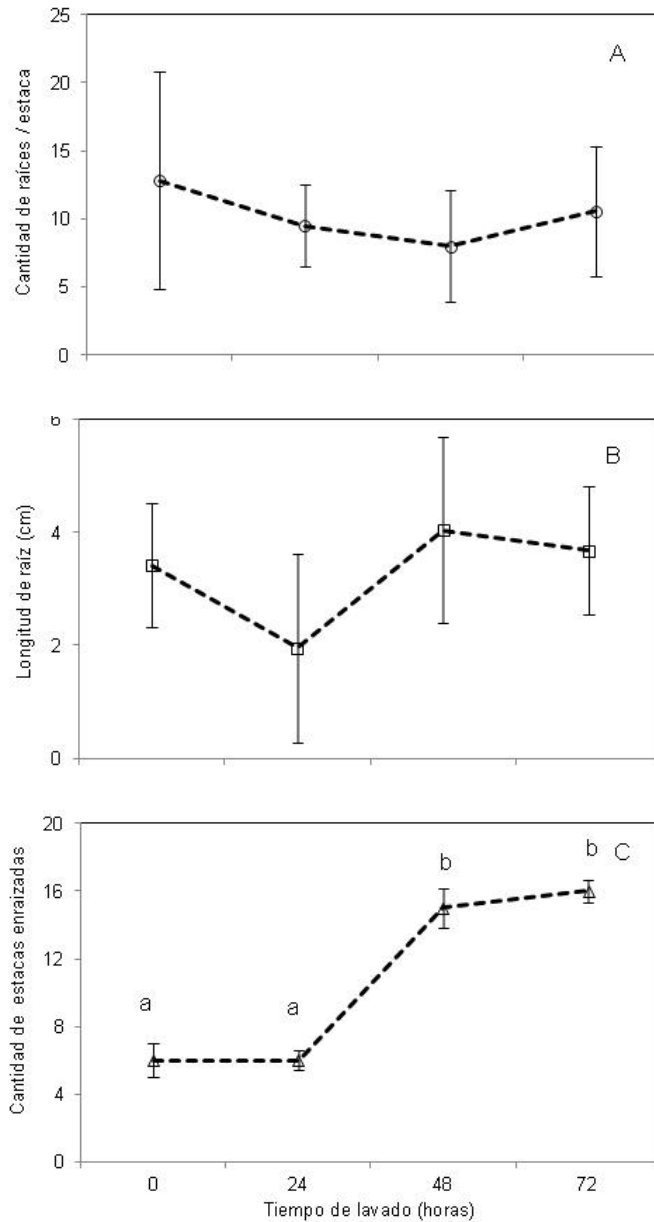 25
A
20
15
10
5
0
Cantidad de raíces / estaca
6
B
4
2
0
Longitud de raíz (cm)
20
b
b C
16
12
a
a
8
4
0
Cantidad de estacas enraizadas
0 24 48 72
Tiempo de lavado (horas)